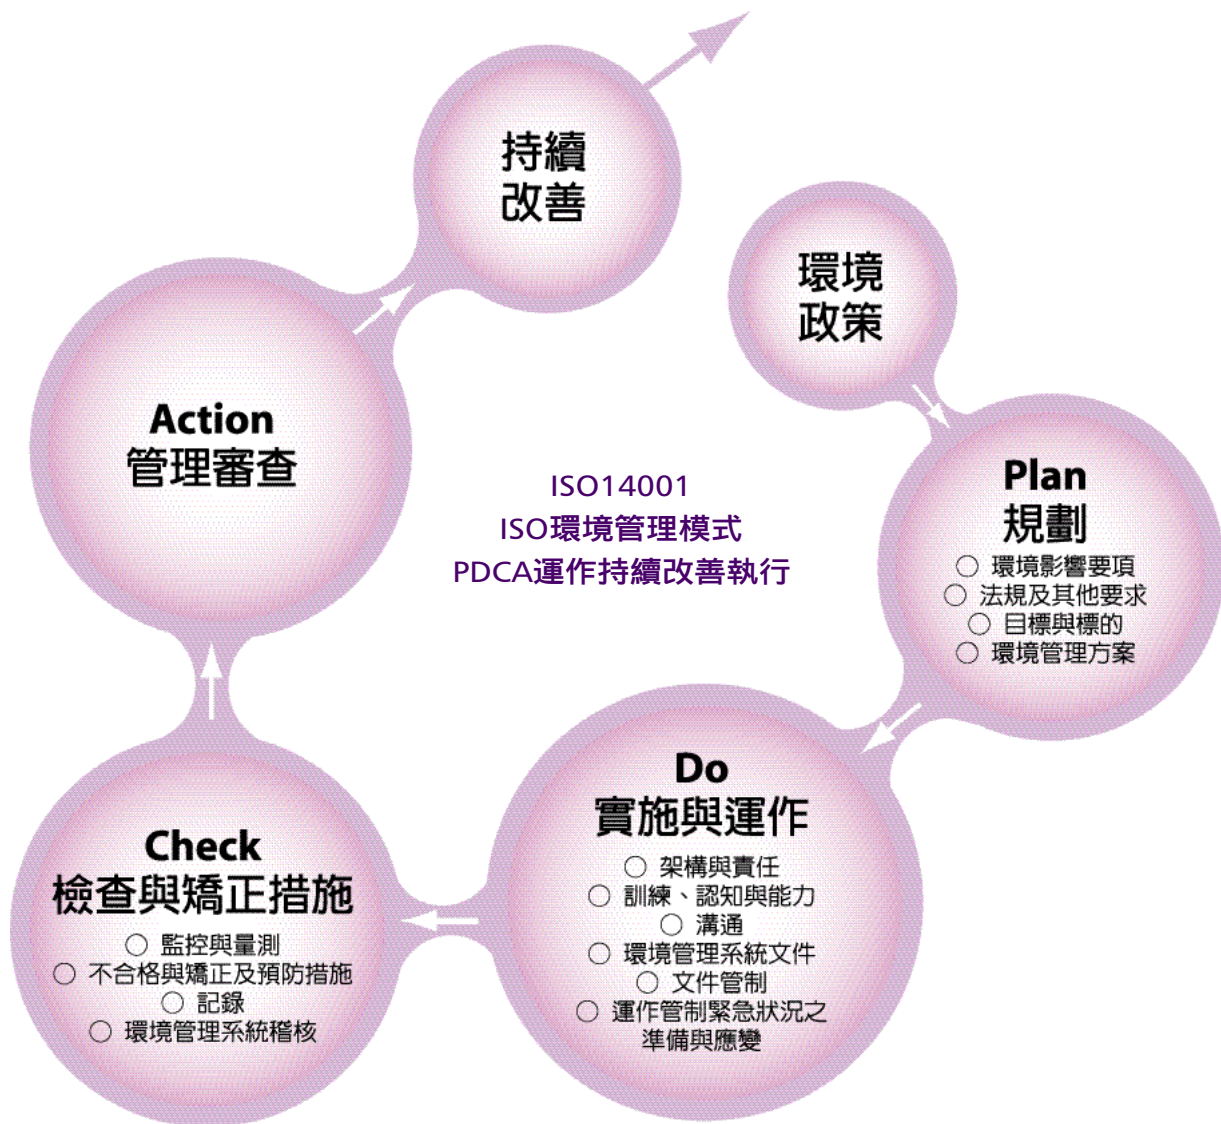 持續
改善
環境
政策
Action
管理審查
ISO14001
ISO環境管理模式
PDCA運作持續改善執行
Plan
規劃
○ 環境影響要項
○ 法規及其他要求
○ 目標與標的
○ 環境管理方案
Do
實施與運作
○ 架構與責任
○ 訓練、認知與能力
○ 溝通
○ 環境管理系統文件
○ 文件管制
○ 運作管制緊急狀況之
準備與應變
Check
檢查與矯正措施
○ 監控與量測
○ 不合格與矯正及預防措施
○ 記錄
○ 環境管理系統稽核